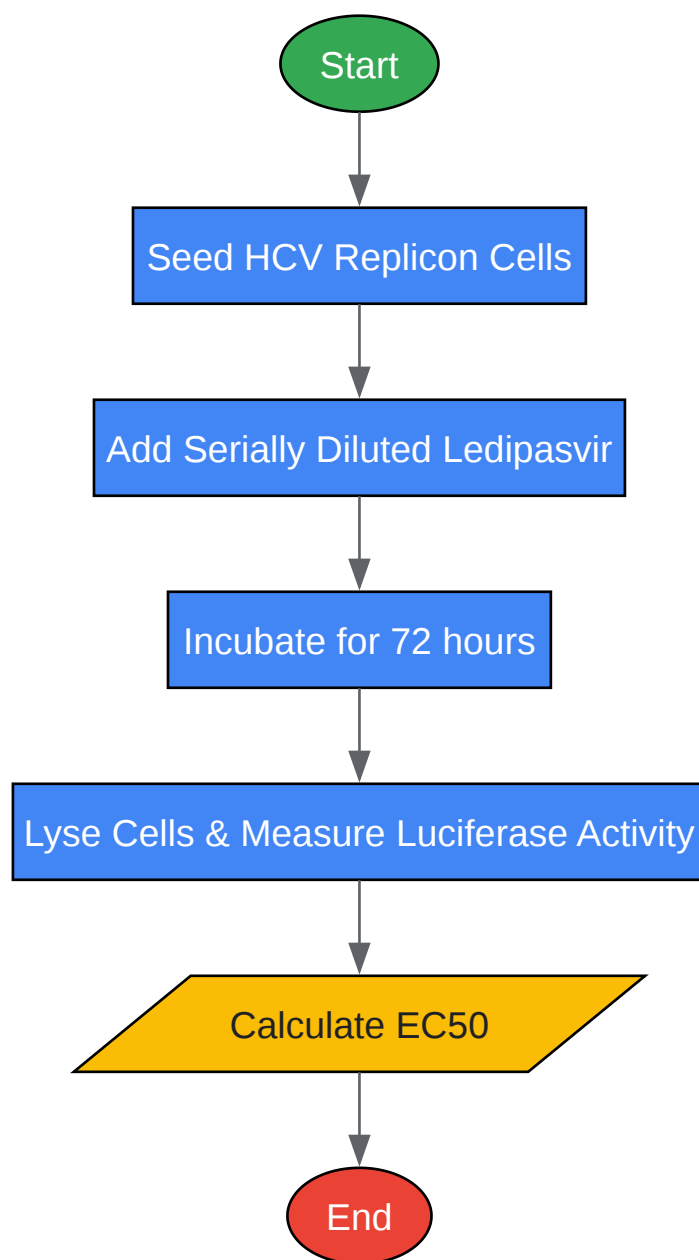 Start
Seed HCV Replicon Cells
Add Serially Diluted Ledipasvir
Incubate for 72 hours
Lyse Cells & Measure Luciferase Activity
Calculate EC50
End